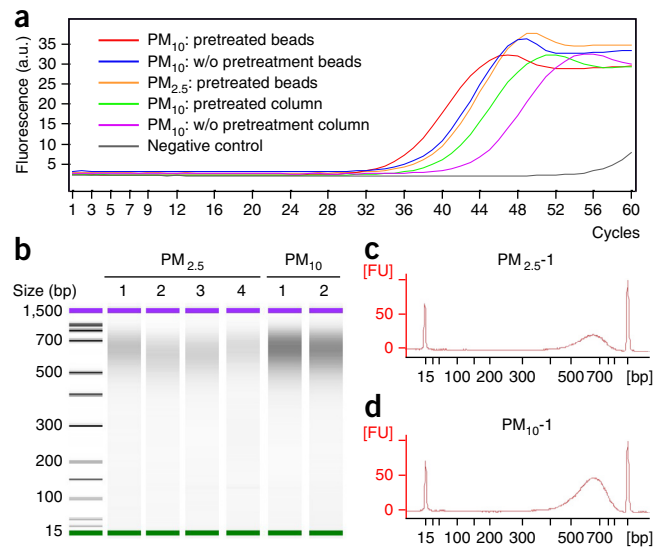 a
Fluorescence (a.u.)
35
30
25
20
15
10
5
PM10: pretreated beads
PM10: w/o pretreatment beads
PM2.5: pretreated beads
PM10: pretreated column
PM10: w/o pretreatment column
Negative control
1 3 5 7 9 12 16 20 24 28 32 36 40 44 48 52 56 60
Cycles
b
PM2.5 PM10
Size (bp) 1 2 3 4 1 2
1,500
700
500
300
200
100
15
c
PM2.5-1
[FU]
50
0
15 100 200 300 500 700 [bp]
d
PM10-1
[FU]
50
0
15 100 200 300 500 700 [bp]